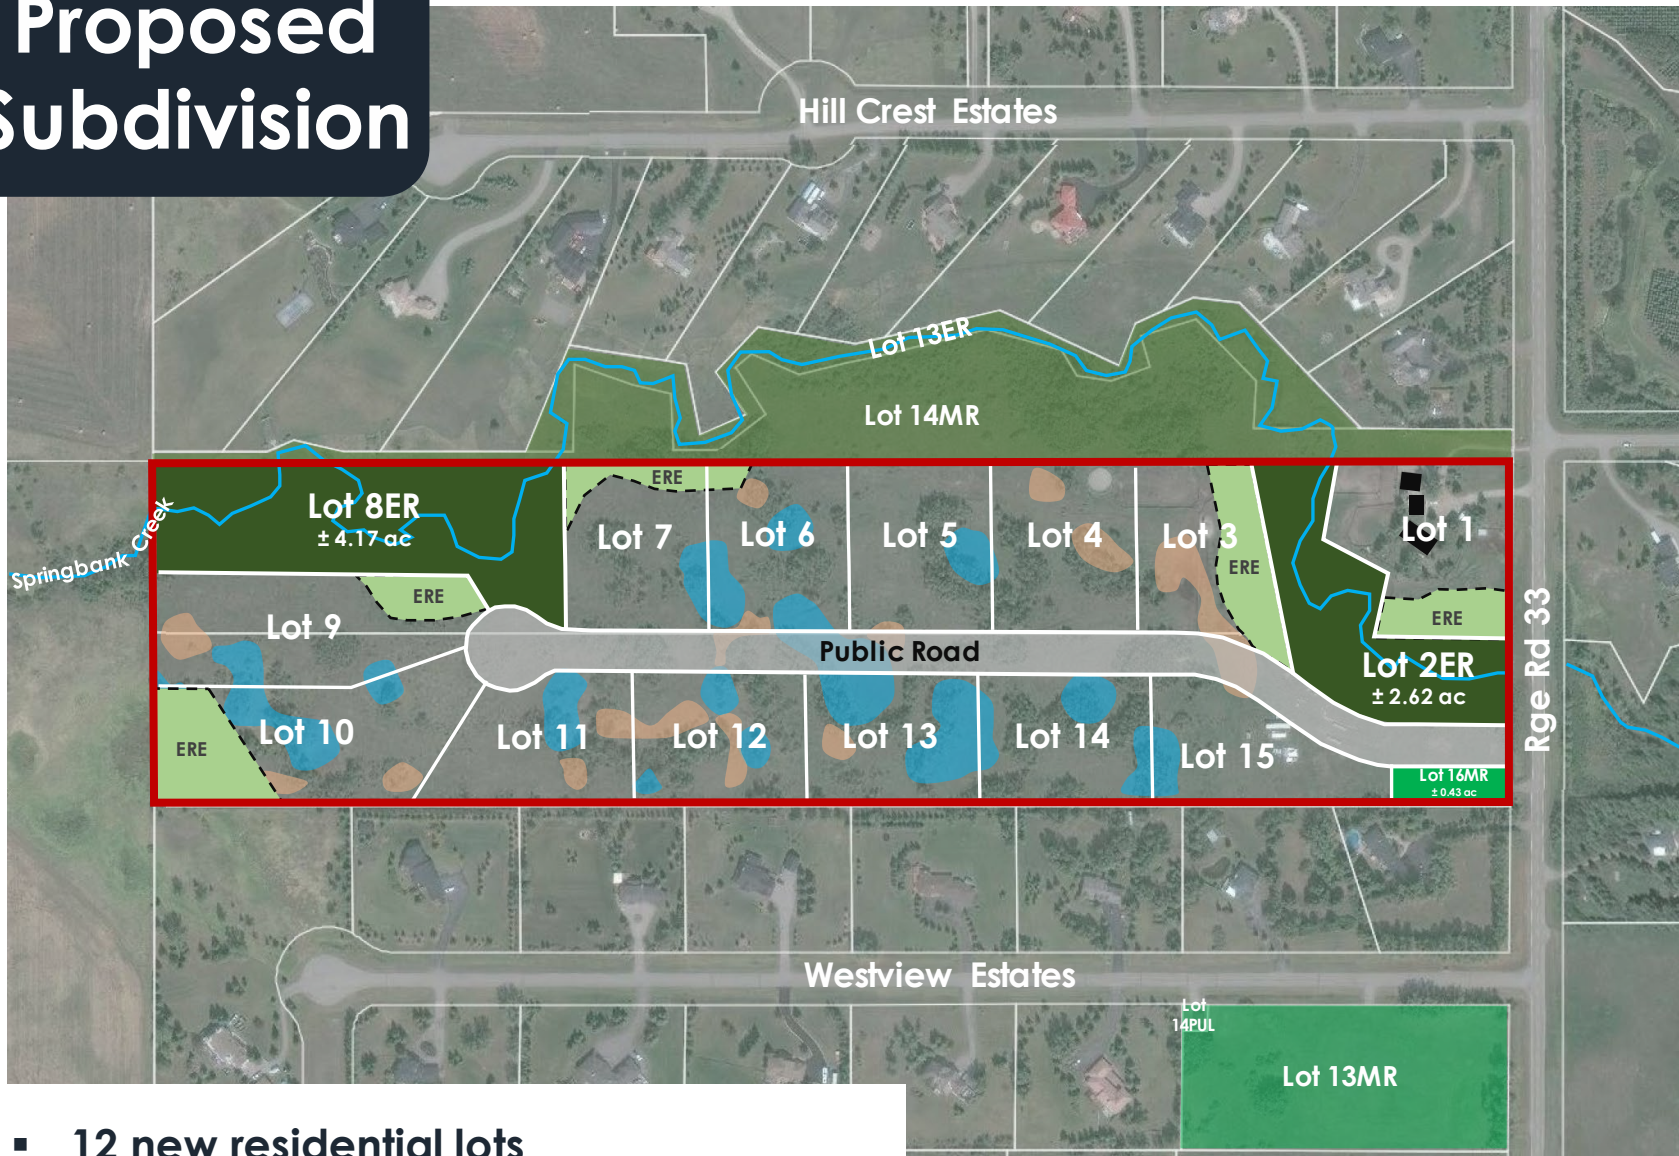 Proposed
Subdivision
Hill Crest Estates
Lot 13ER
Lot 14MR
Springbank Creek
Lot 8ER
± 4.17 ac
ERE
Lot 7
Lot 6
Lot 5
Lot 4
Lot 3
ERE
Lot 1
ERE
ERE
Lot 9
Public Road
Lot 2ER
± 2.62 ac
Rge Rd 33
ERE
Lot 10
Lot 11
Lot 12
Lot 13
Lot 14
Lot 15
Lot 16MR
± 0.43 ac
Westview Estates
Lot
14PUL
Lot 13MR
▪ 12 new residential lots